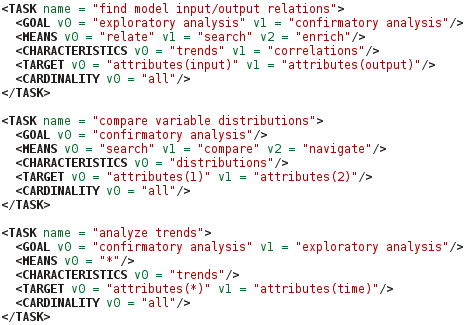 <TASK name = "find model input/output relations">
<GOAL v0 = "exploratory analysis" v1 = "confirmatory analysis"/>
<MEANS v0 = "relate" v1 = "search" v2 = "enrich"/>
<CHARACTERISTICS v0 = "trends" v1 = "correlations"/>
<TARGET v0 = "attributes(input)" v1 = "attributes(output)"/>
<CARDINALITY v0 = "all"/>
</TASK>
<TASK name = "compare variable distributions">
<GOAL v0 = "confirmatory analysis"/>
<MEANS v0 = "search" v1 = "compare" v2 = "navigate"/>
<CHARACTERISTICS v0 = "distributions"/>
<TARGET v0 = "attributes(1)" v1 = "attributes(2)"/>
<CARDINALITY v0 = "all"/>
</TASK>
<TASK name = "analyze trends">
<GOAL v0 = "confirmatory analysis" v1 = "exploratory analysis"/>
<MEANS v0 = "*"/>
<CHARACTERISTICS v0 = "trends"/>
<TARGET v0 = "attributes(*)" v1 = "attributes(time)"/>
<CARDINALITY v0 = "all"/>
</TASK>